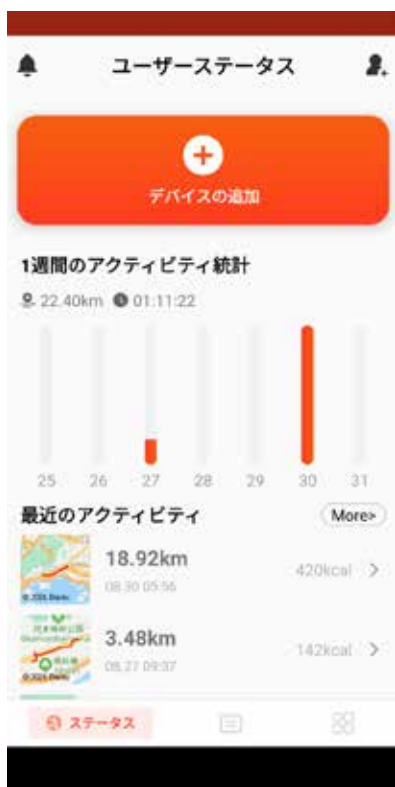 ユーザーステータス
デバイスの追加
1週間のアクティビティ統計
22.40km 01:11:22
25 26 27 28 29 30 31
最近のアクティビティ
More>
18.92km
08.30 05:56
420kcal >
3.48km
08.27 09:37
142kcal >
ステータス